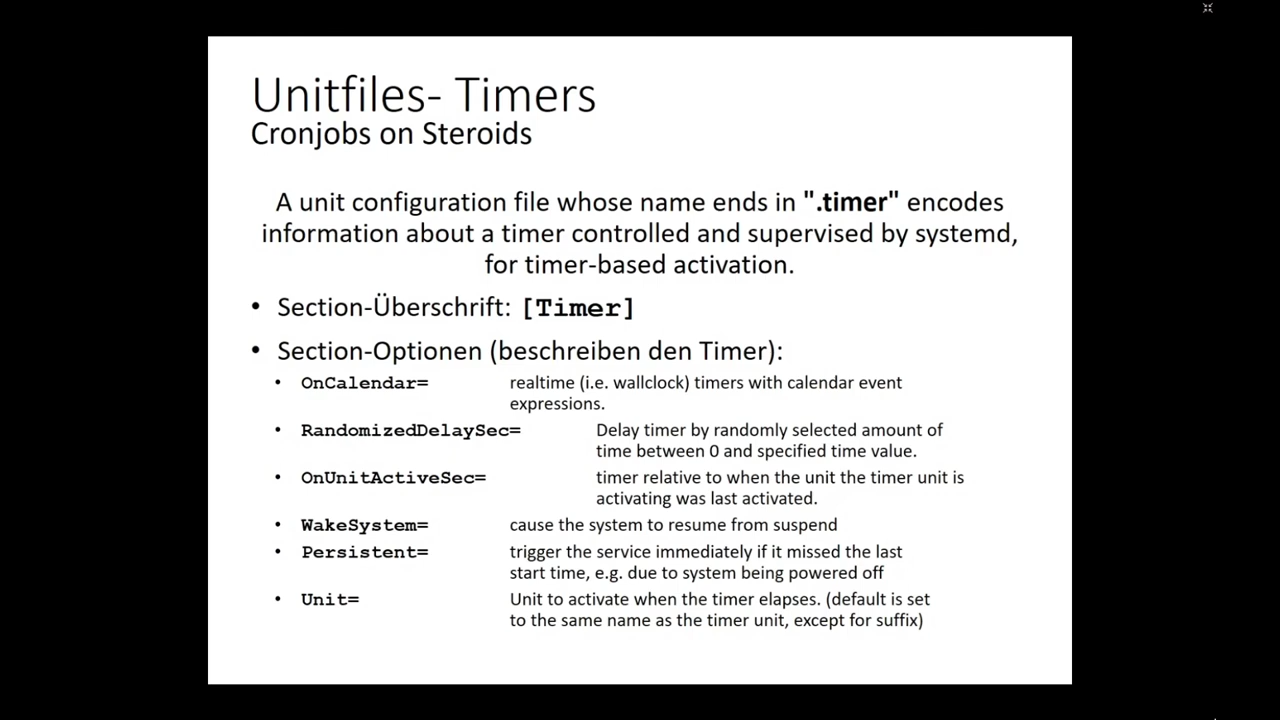 Unitfiles- Timers
Cronjobs on Steroids
A unit configuration file whose name ends in ".timer" encodes
information about a timer controlled and supervised by systemd,
for timer-based activation.
• Section-Überschrift: [Timer]
• Section-Optionen (beschreiben den Timer):
• OnCalendar= realtime (i.e. wallclock) timers with calendar event
expressions.
• RandomizedDelaySec= Delay timer by randomly selected amount of
time between 0 and specified time value.
• OnUnitActiveSec= timer relative to when the unit the timer unit is
activating was last activated.
• WakeSystem= cause the system to resume from suspend
• Persistent= trigger the service immediately if it missed the last
start time, e.g. due to system being powered off
• Unit= Unit to activate when the timer elapses. (default is set
to the same name as the timer unit, except for suffix)